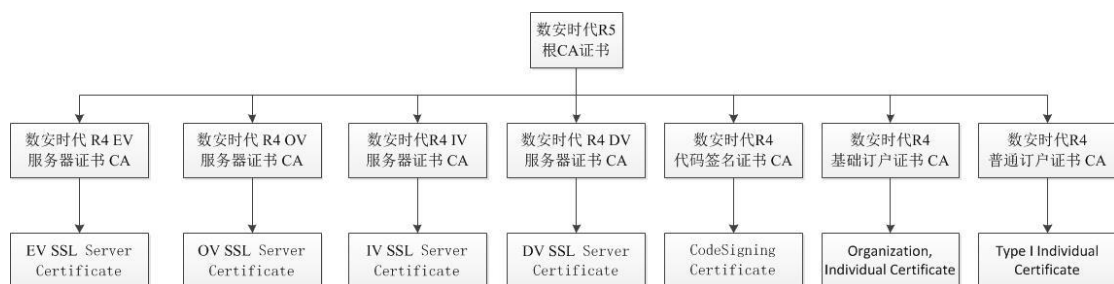 数安时代R5
根CA证书
数安时代 R4 EV
服务器证书 CA
数安时代 R4 OV
服务器证书 CA
数安时代R4 IV
服务器证书 CA
数安时代 R4 DV
服务器证书 CA
数安时代R4
代码签名证书 CA
数安时代R4
基础订户证书 CA
数安时代R4
普通订户证书 CA
EV SSL Server
Certificate
OV SSL Server
Certificate
IV SSL Server
Certificate
DV SSL Server
Certificate
CodeSigning
Certificate
Organization,
Individual Certificate
Type I Individual
Certificate